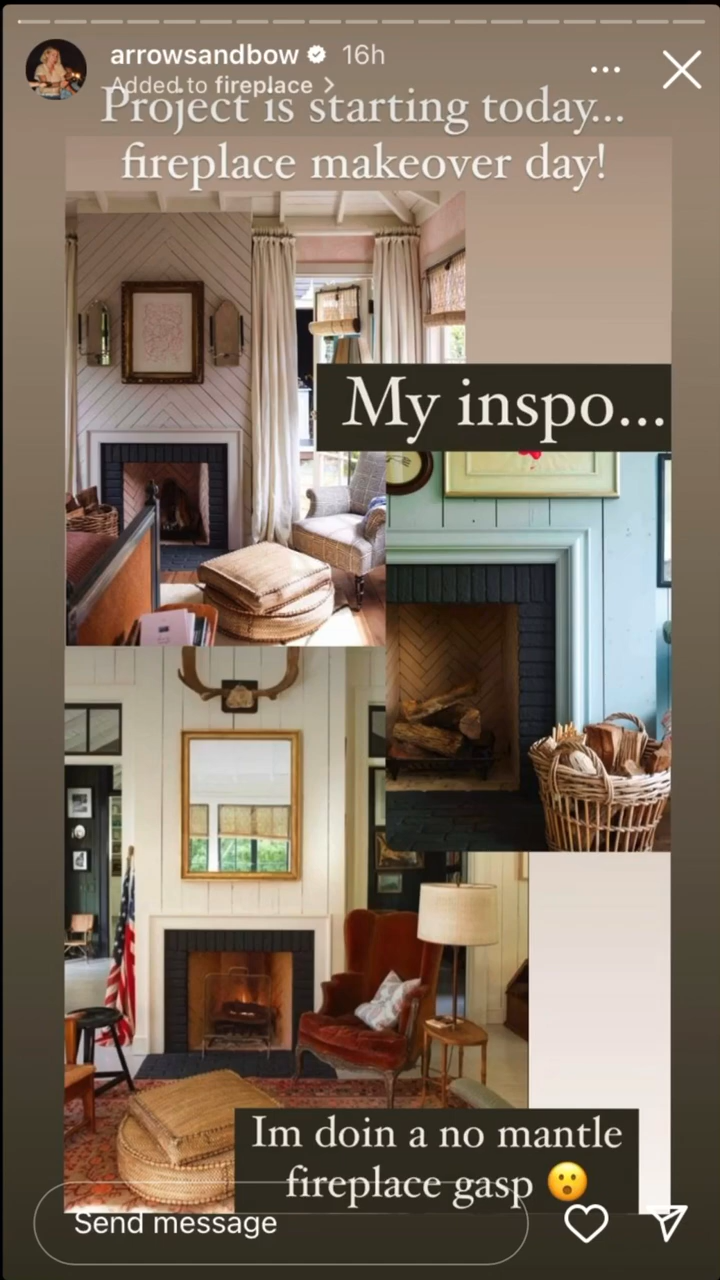 arrowsandbow 16h
Added to fireplace >
Project is starting today...
fireplace makeover day!
My inspo...
Im doin a no mantle
fireplace gasp 😮
Send message